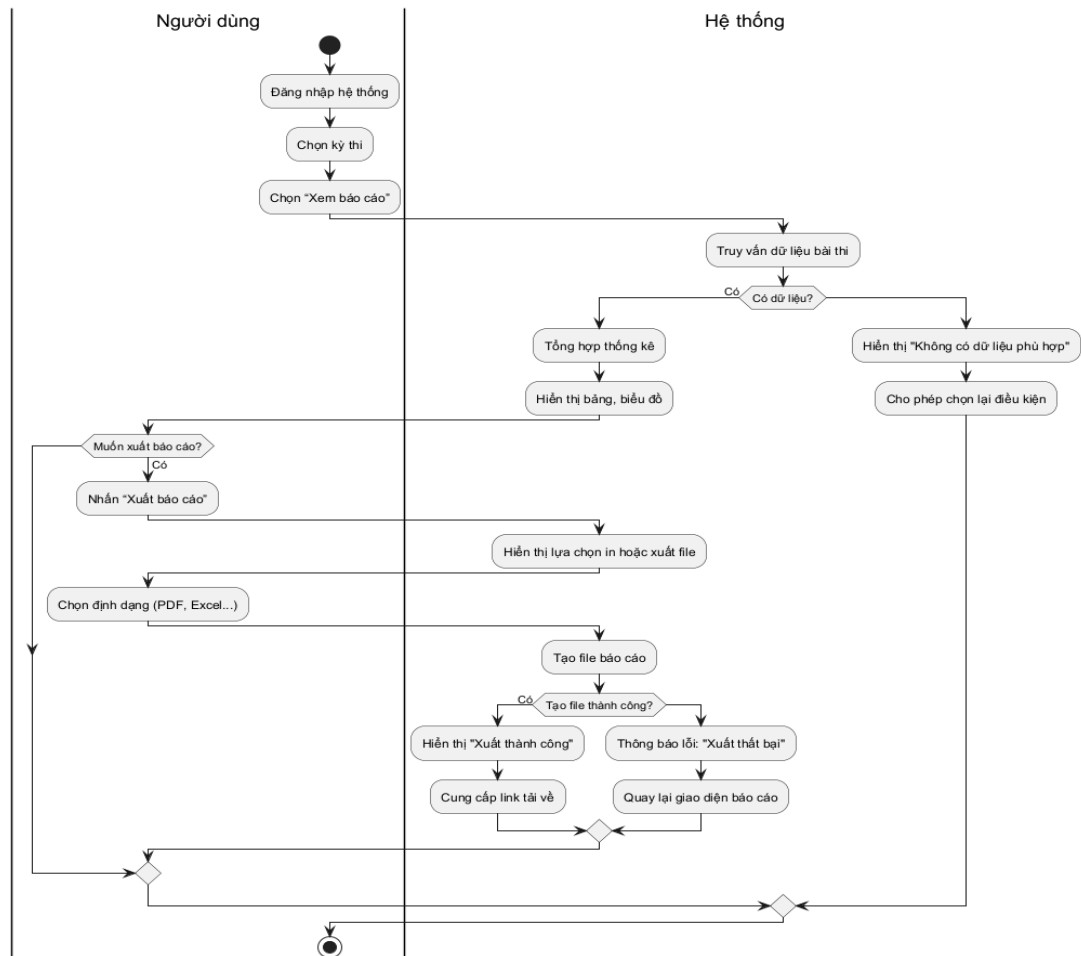 Người dùng
Hệ thống
Đăng nhập hệ thống
Chọn kỳ thi
Chọn “Xem báo cáo”
Truy vấn dữ liệu bài thi
Có
Có dữ liệu?
Tổng hợp thống kê
Hiển thị "Không có dữ liệu phù hợp"
Hiển thị bảng, biểu đồ
Cho phép chọn lại điều kiện
Muốn xuất báo cáo?
Có
Nhấn “Xuất báo cáo”
Hiển thị lựa chọn in hoặc xuất file
Chọn định dạng (PDF, Excel...)
Tạo file báo cáo
Có
Tạo file thành công?
Hiển thị "Xuất thành công"
Thông báo lỗi: "Xuất thất bại"
Cung cấp link tải về
Quay lại giao diện báo cáo